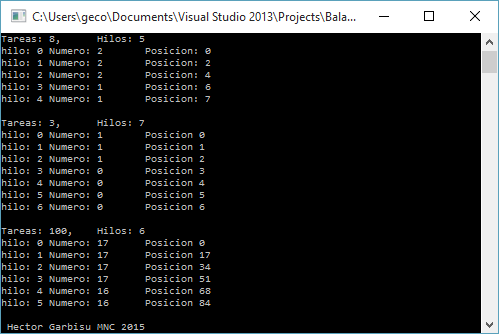 C:\Users\geco\Documents\Visual Studio 2013\Projects\Bala...
Tareas: 8, Hilos: 5
hilo: 0 Numero: 2 Posicion: 0
hilo: 1 Numero: 2 Posicion: 2
hilo: 2 Numero: 2 Posicion: 4
hilo: 3 Numero: 1 Posicion: 6
hilo: 4 Numero: 1 Posicion: 7
Tareas: 3, Hilos: 7
hilo: 0 Numero: 1 Posicion 0
hilo: 1 Numero: 1 Posicion 1
hilo: 2 Numero: 1 Posicion 2
hilo: 3 Numero: 0 Posicion 3
hilo: 4 Numero: 0 Posicion 4
hilo: 5 Numero: 0 Posicion 5
hilo: 6 Numero: 0 Posicion 6
Tareas: 100, Hilos: 6
hilo: 0 Numero: 17 Posicion 0
hilo: 1 Numero: 17 Posicion 17
hilo: 2 Numero: 17 Posicion 34
hilo: 3 Numero: 17 Posicion 51
hilo: 4 Numero: 16 Posicion 68
hilo: 5 Numero: 16 Posicion 84
Hector Garbisu MNC 2015